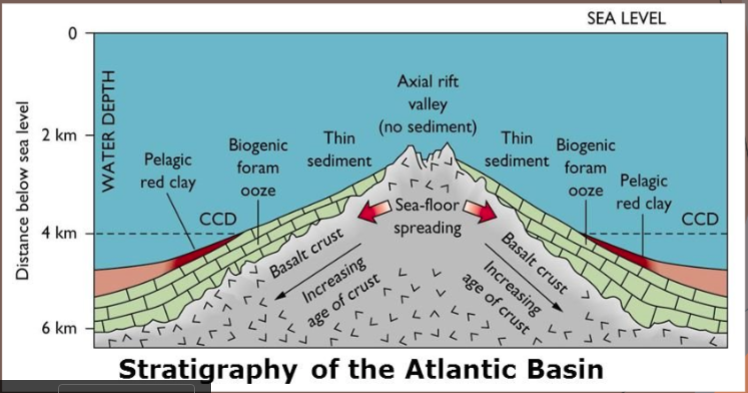 SEA LEVEL
0
2 km
4 km
6 km
Distance below sea level
WATER DEPTH
Axial rift
valley
(no sediment)
Thin
sediment
Biogenic
foram
ooze
Pelagic
red clay
CCD
Thin
sediment
Biogenic
foram
ooze
Pelagic
red clay
CCD
Sea-floor
spreading
Basalt crust
Increasing
age of crust
Basalt crust
Increasing
age of crust
Stratigraphy of the Atlantic Basin